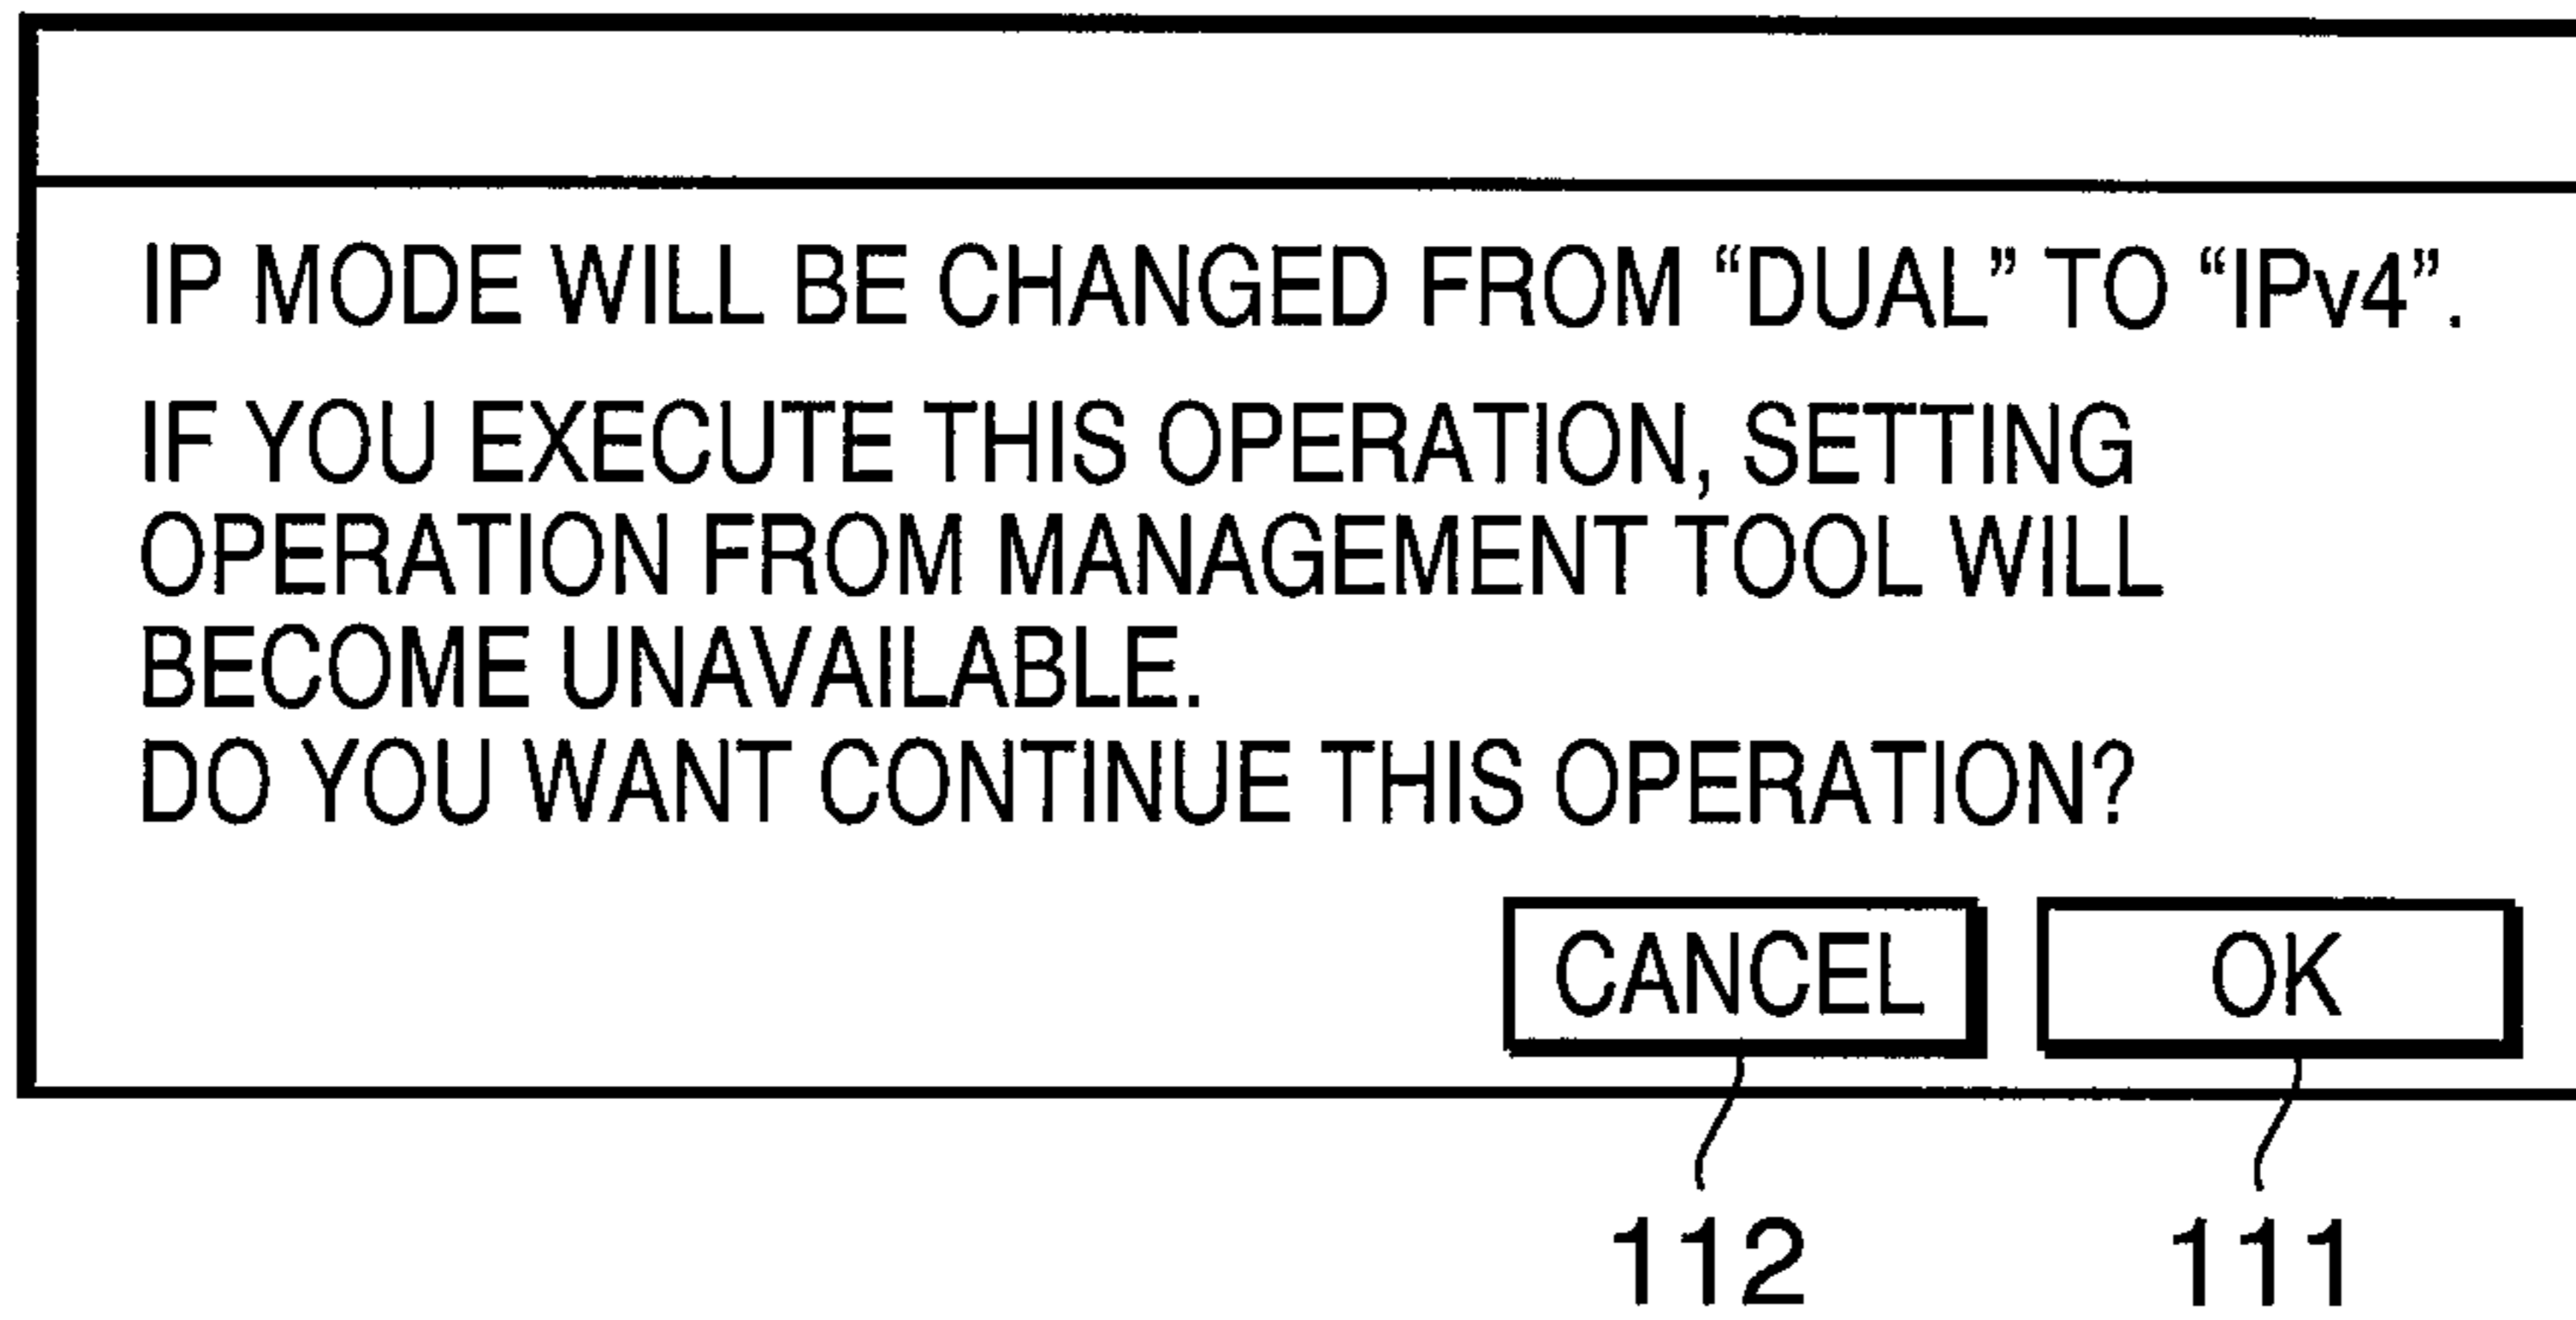 IP MODE WILL BE CHANGED FROM “DUAL” TO “IPv4”.
IF YOU EXECUTE THIS OPERATION, SETTING
OPERATION FROM MANAGEMENT TOOL WILL
BECOME UNAVAILABLE.
DO YOU WANT CONTINUE THIS OPERATION?
CANCEL OK
112 111